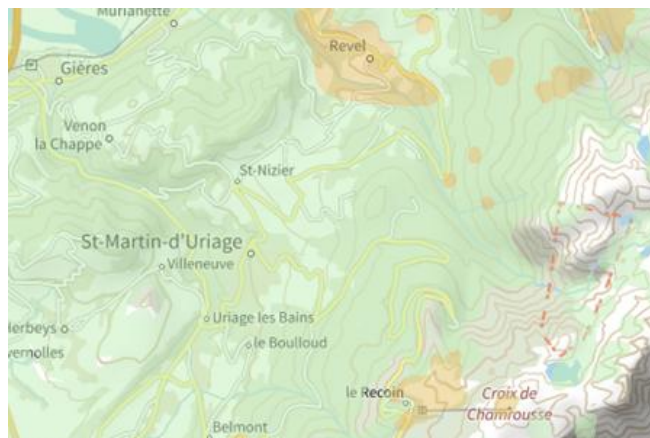 Murianette
Revel
Gières
Venon
la Chappe
St-Nizier
St-Martin-d'Uriage
Villeneuve
Uriage les Bains
Herbeys
vernolles
le Boulloud
le Recoin
Croix de
Chamrousse
Belmont